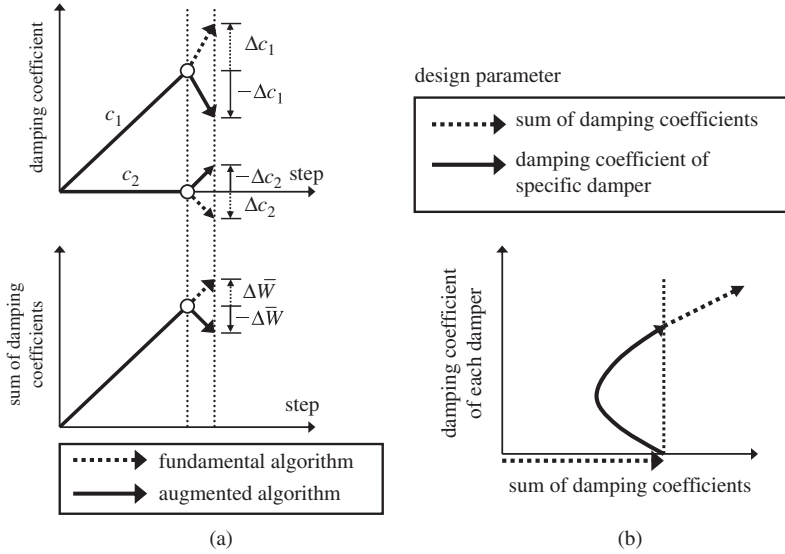 damping coefficient
c₁
c₂
Δc₁
−Δc₁
−Δc₂
step
Δc₂
sum of damping
coefficients
ΔW̅
−ΔW̅
step
fundamental algorithm
augmented algorithm
(a)
design parameter
sum of damping coefficients
damping coefficient of
specific damper
damping coefficient
of each damper
sum of damping coefficients
(b)